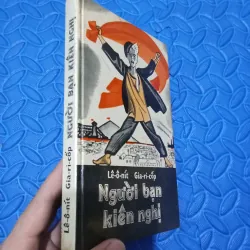 Lê-ô-nít Gia-ri-cốp NGƯỜI BẠN KIÊN NGHỊ
Lê-ô-nít Gia-ri-cốp
Người bạn
kiên nghị